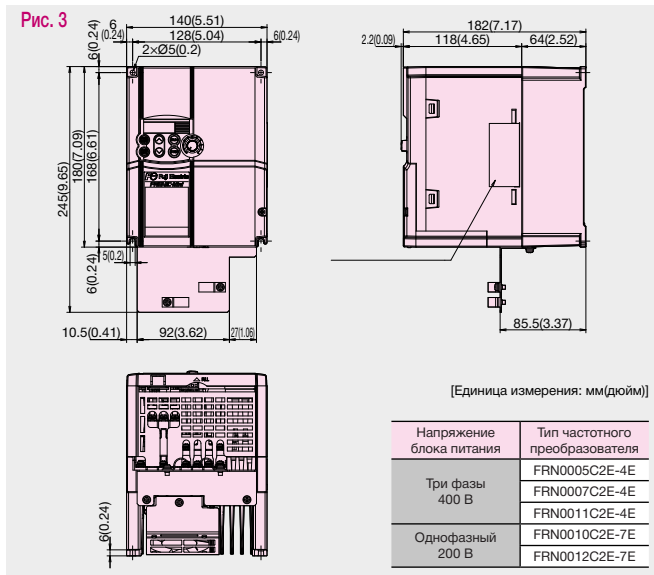 Рис. 3
140(5.51)
6
(0.24)
128(5.04)
6(0.24)
2×Ø5(0.2)
6(0.24)
245(9.65)
180(7.09)
168(6.61)
Fuji Electric
FRENIC-Mini
5(0.2)
6(0.24)
10.5(0.41)
92(3.62)
27(1.06)
182(7.17)
2.2(0.09)
118(4.65)
64(2.52)
85.5(3.37)
6(0.24)
[Единица измерения: мм(дюйм)]
Напряжение блока питания
Тип частотного преобразователя
Три фазы 400 В
FRN0005C2E-4E
FRN0007C2E-4E
FRN0011C2E-4E
Однофазный 200 В
FRN0010C2E-7E
FRN0012C2E-7E